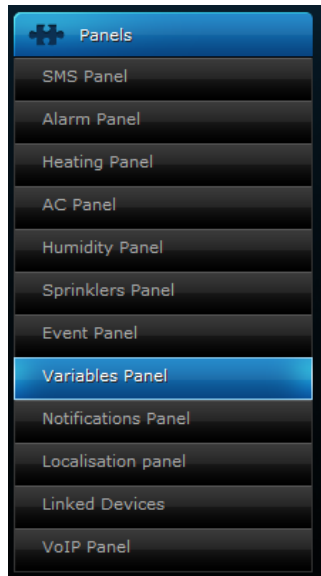 Panels
SMS Panel
Alarm Panel
Heating Panel
AC Panel
Humidity Panel
Sprinklers Panel
Event Panel
Variables Panel
Notifications Panel
Localisation panel
Linked Devices
VoIP Panel